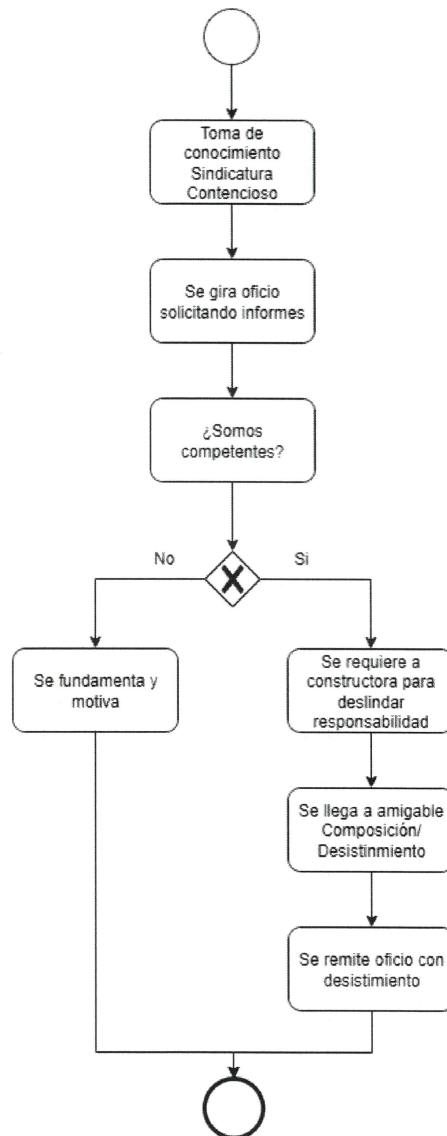 Toma de
conocimiento
Sindicatura
Contencioso
Se gira oficio
solicitando informes
¿Somos
competentes?
No
Si
Se fundamenta y
motiva
Se requiere a
constructora para
deslindar
responsabilidad
Se llega a amigable
Composición/
Desistinmiento
Se remite oficio con
desistimiento